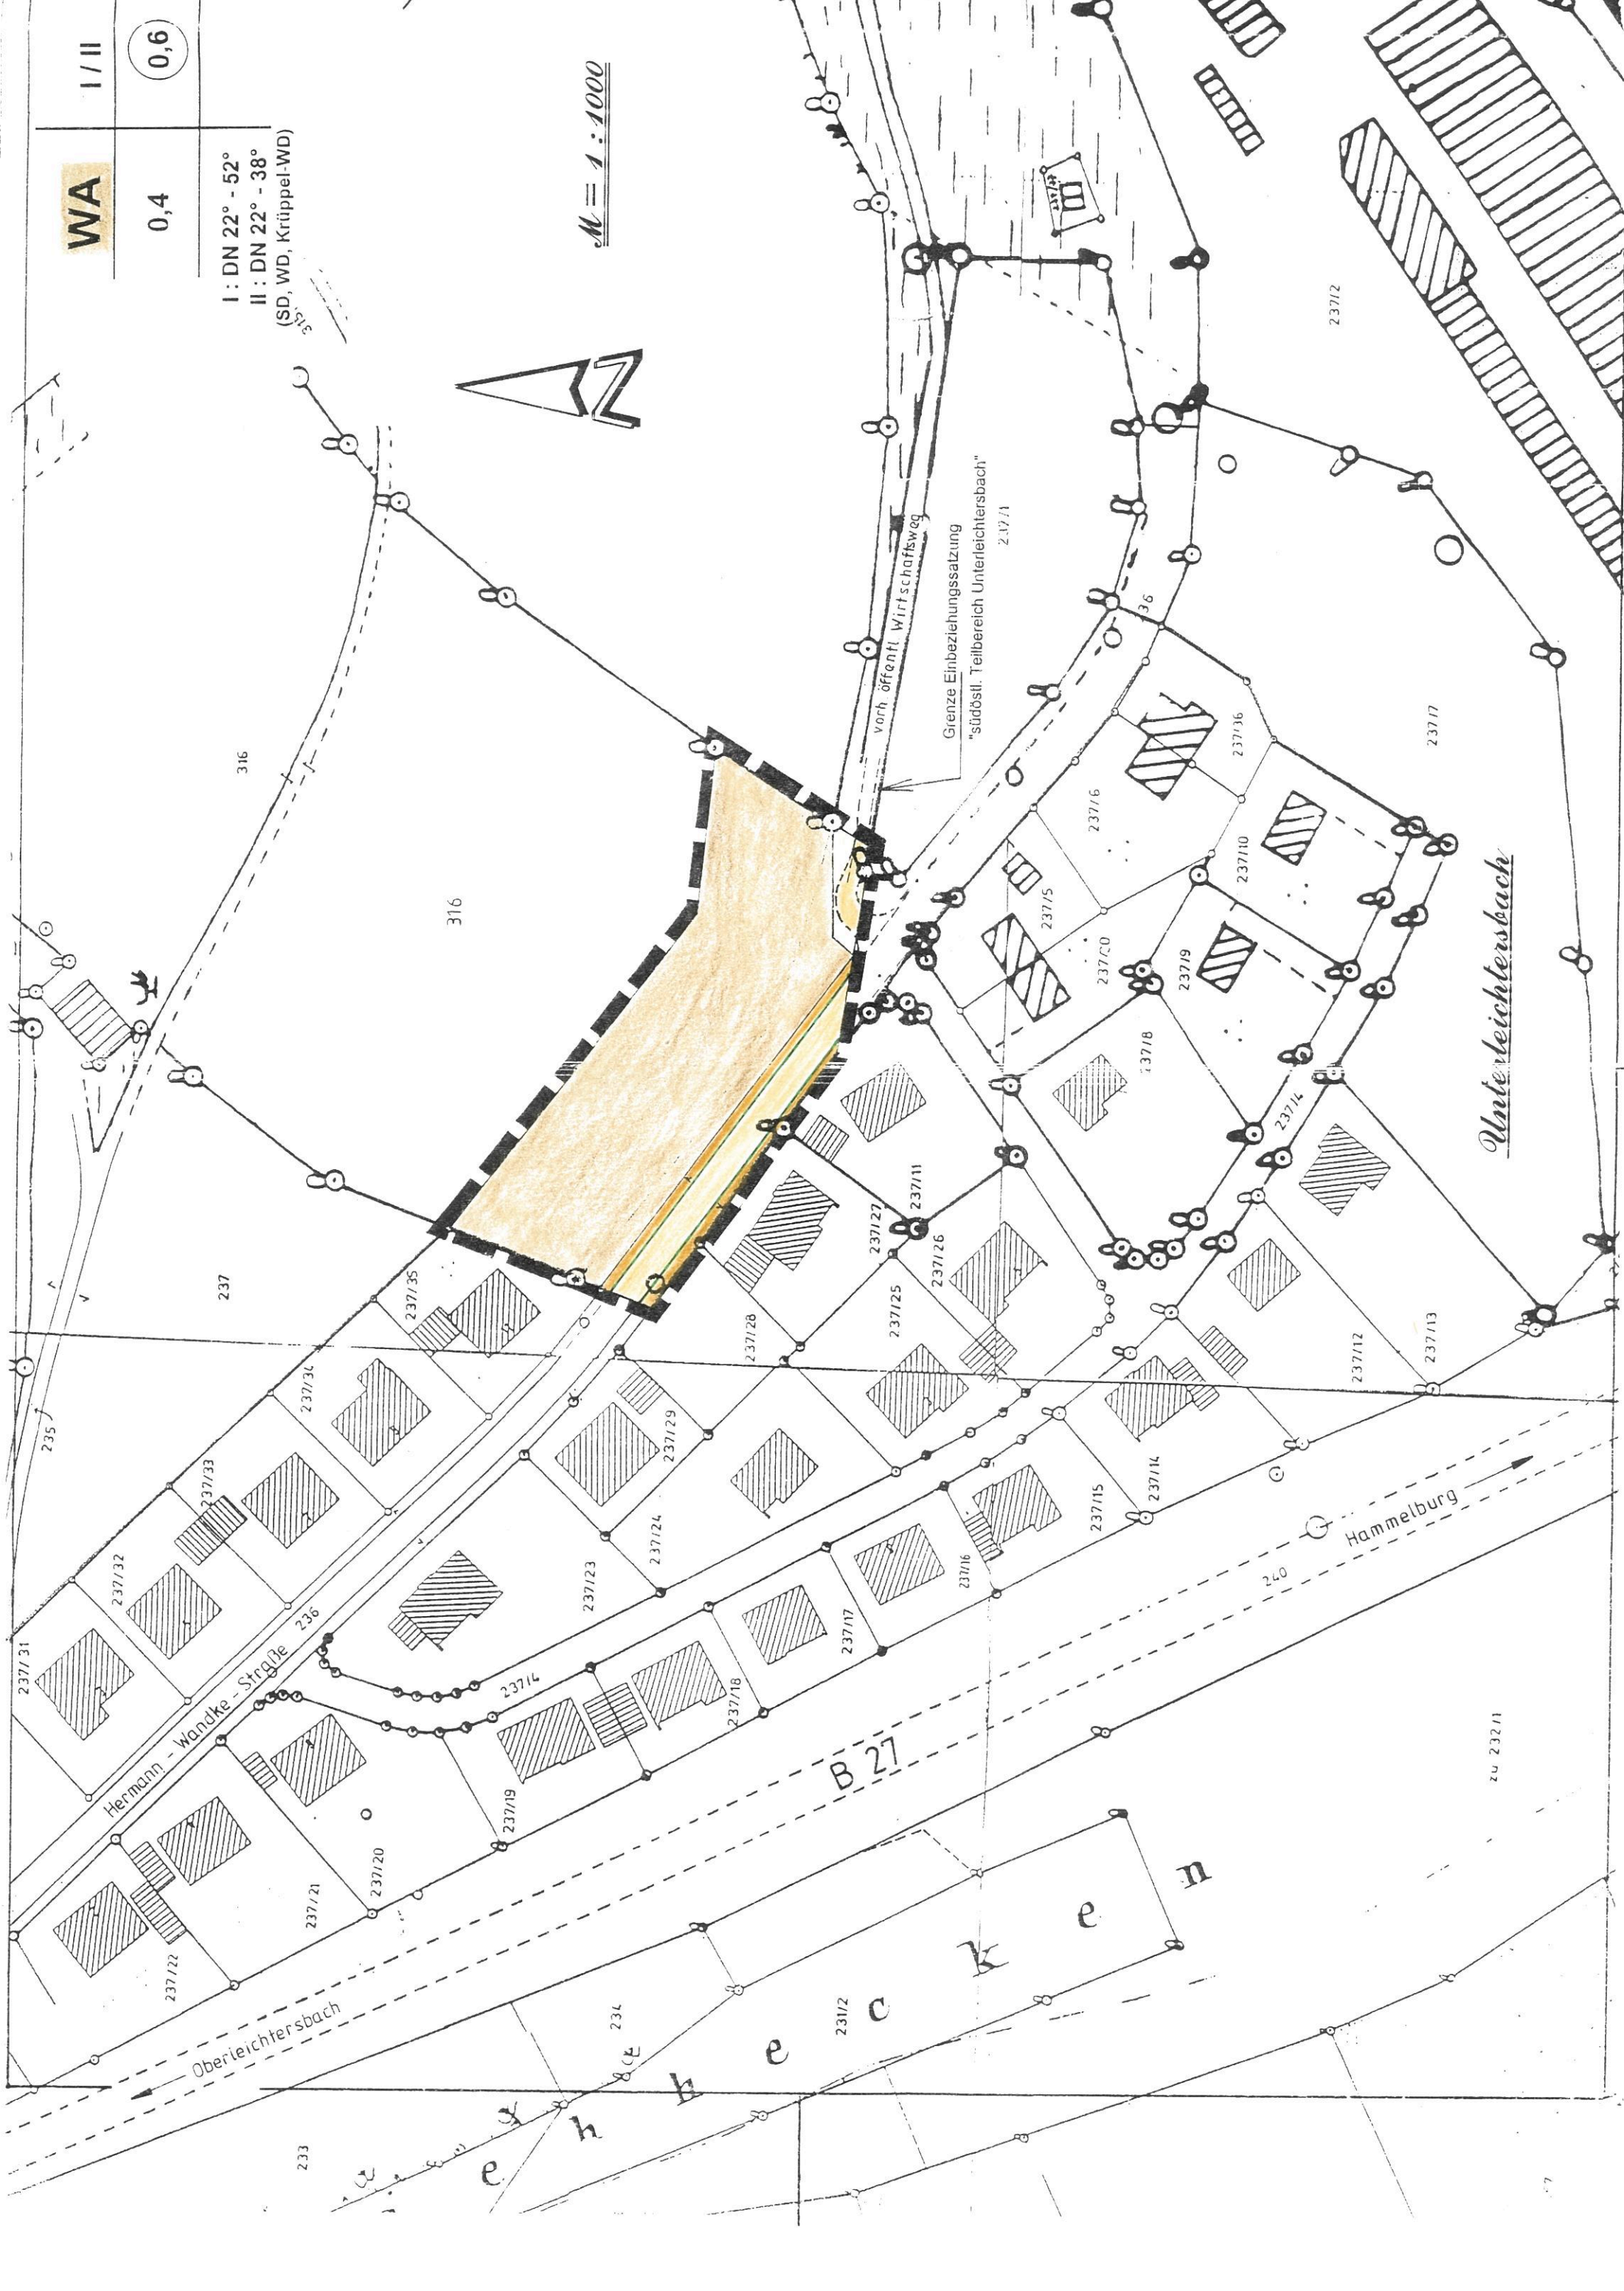 WA
I / II
0,4
0,6
I : DN 22° - 52°
II : DN 22° - 38°
(SD, WD, Krüppel-WD)
315
M = 1 : 1000
N
316
316
237
235
237/2
237/1
237/7
vorh öffentl Wirtschaftsweg
Grenze Einbeziehungssatzung
"südöstl. Teilbereich Unterleichtersbach"
36
237/36
237/6
237/5
237/10
237/9
237/8
237/4
237/11
237/27
237/26
237/25
237/28
237/35
237/34
237/33
237/32
237/31
237/29
237/24
237/23
237/12
237/13
237/14
237/15
237/16
237/17
237/18
237/4
237/19
237/20
237/21
237/22
Hermann - Wandke - Straße
236
Unterleichtersbach
Hammelburg
240
B 27
Oberleichtersbach
zu 232/1
234
231/2
233
e h b e c k e n